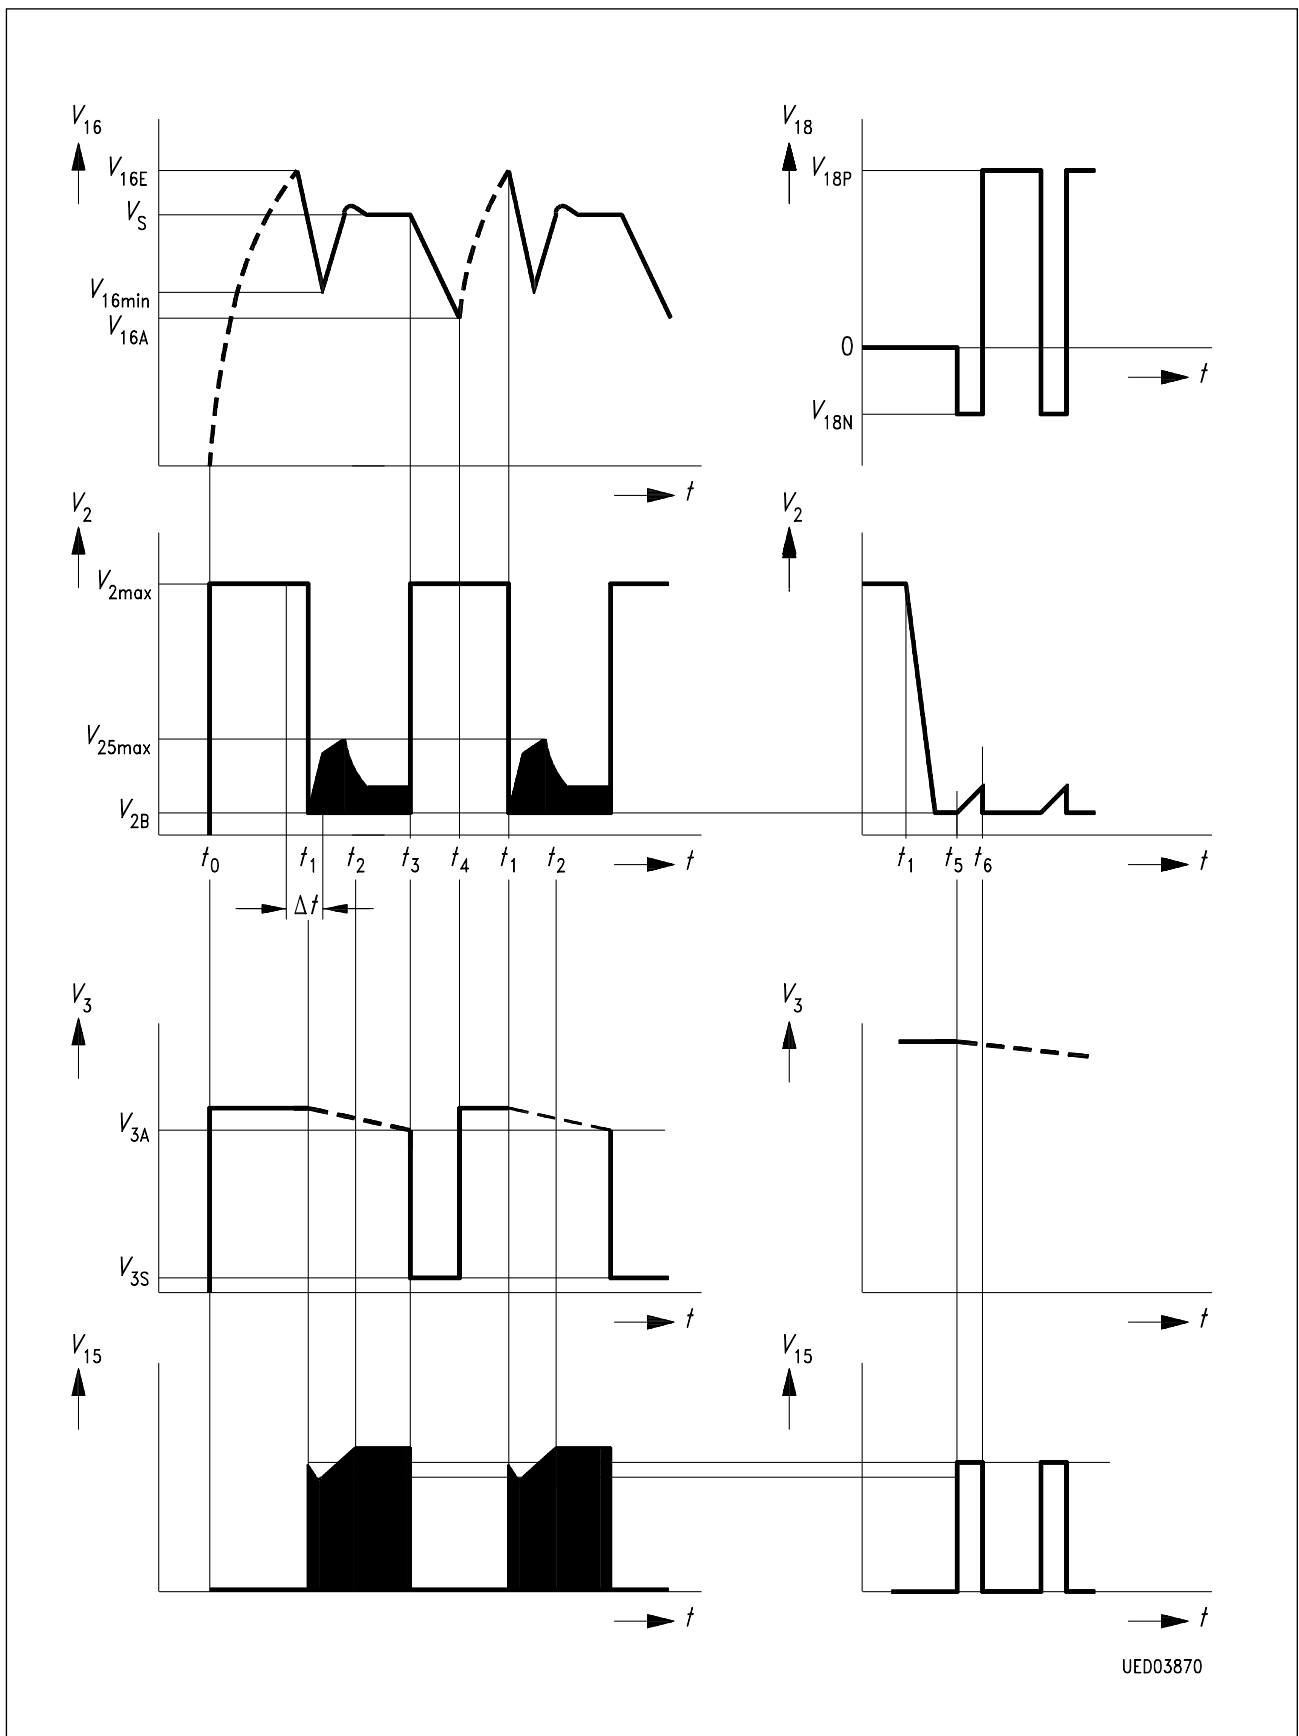 V16
V16E
VS
V16min
V16A
t
V18
V18P
0
V18N
t
V2
V2max
V25max
V2B
t0 t1 t2 t3 t4 t1 t2 t
Δt
V2
t1 t5 t6 t
V3
V3A
V3S
t
V3
t
V15
t
V15
t
UED03870